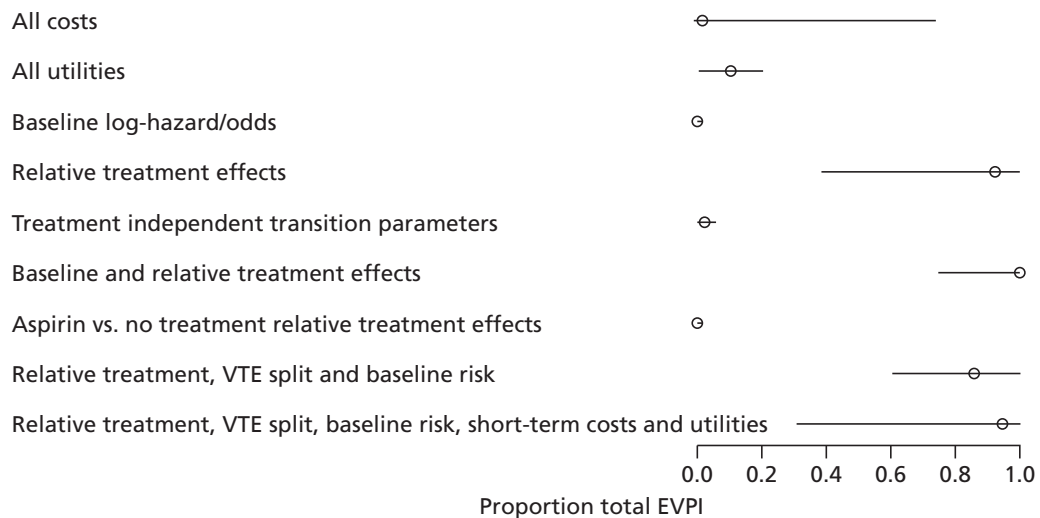 All costs
All utilities
Baseline log-hazard/odds
Relative treatment effects
Treatment independent transition parameters
Baseline and relative treatment effects
Aspirin vs. no treatment relative treatment effects
Relative treatment, VTE split and baseline risk
Relative treatment, VTE split, baseline risk, short-term costs and utilities
0.0 0.2 0.4 0.6 0.8 1.0
Proportion total EVPI